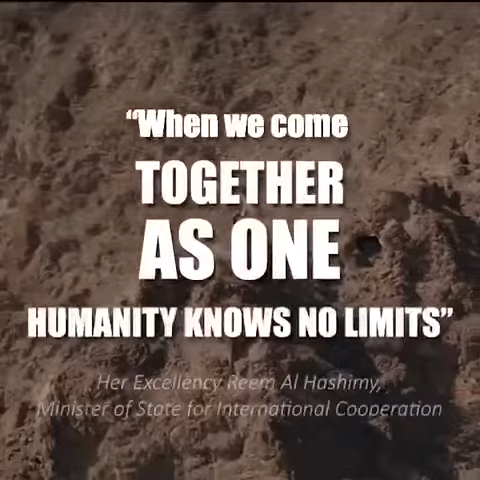 “When we come
TOGETHER
AS ONE
HUMANITY KNOWS NO LIMITS”
Her Excellency Reem Al Hashimy,
Minister of State for International Cooperation